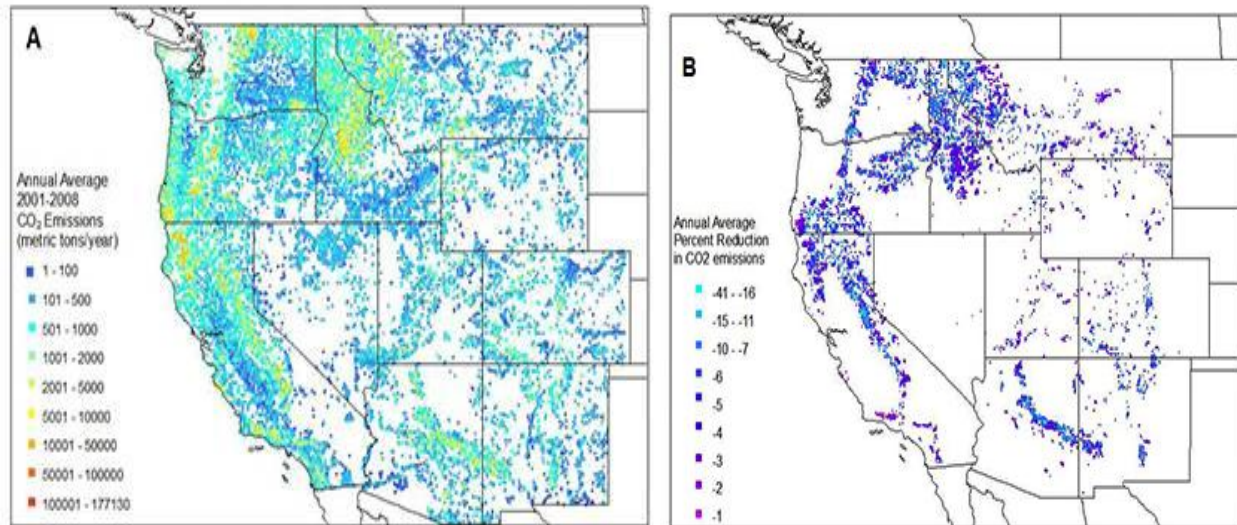 A
Annual Average
2001-2008
CO₂ Emissions
(metric tons/year)
1 - 100
101 - 500
501 - 1000
1001 - 2000
2001 - 5000
5001 - 10000
10001 - 50000
50001 - 100000
100001 - 177130
B
Annual Average
Percent Reduction
in CO2 emissions
-41 - -16
-15 - -11
-10 - -7
-6
-5
-4
-3
-2
-1